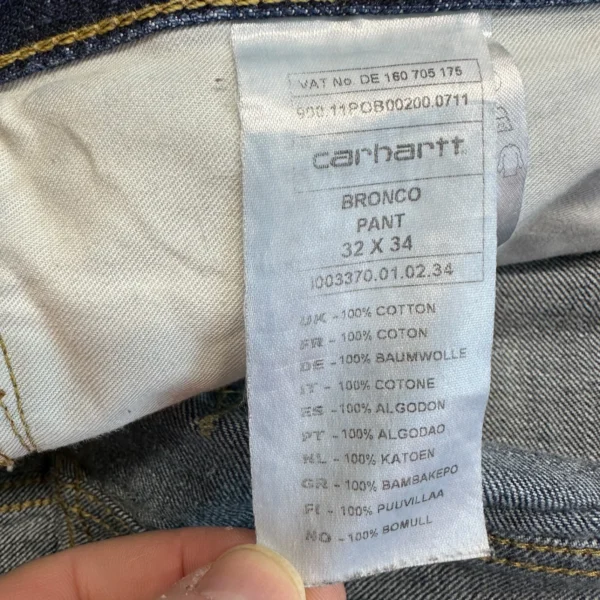 VAT No. DE 160 705 175
900.11POB00200.0711
carhartt
BRONCO
PANT
32 X 34
I003370.01.02.34
UK - 100% COTTON
FR - 100% COTON
DE - 100% BAUMWOLLE
IT - 100% COTONE
ES - 100% ALGODON
PT - 100% ALGODAO
NL - 100% KATOEN
GR - 100% BAMBAKEPO
FI - 100% PUUVILLAA
NO - 100% BOMULL